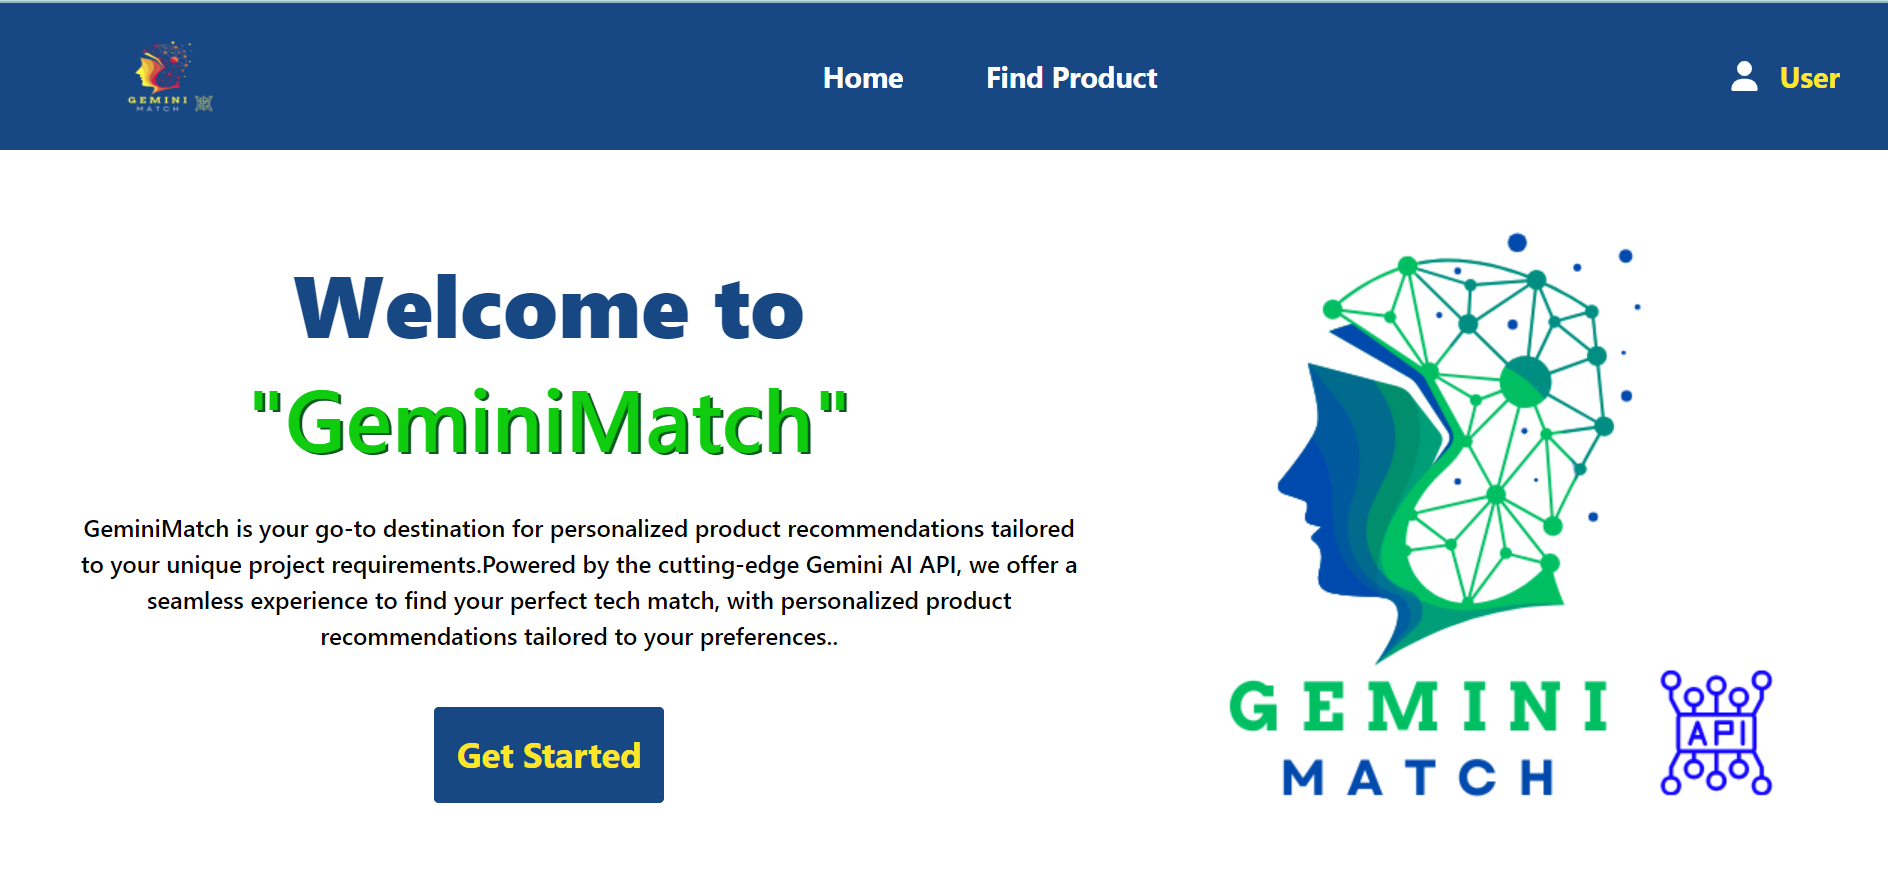 GEMINI
MATCH
Home
Find Product
User
Welcome to
"GeminiMatch"
GeminiMatch is your go-to destination for personalized product recommendations tailored
to your unique project requirements.Powered by the cutting-edge Gemini AI API, we offer a
seamless experience to find your perfect tech match, with personalized product
recommendations tailored to your preferences..
Get Started
GEMINI
MATCH
API